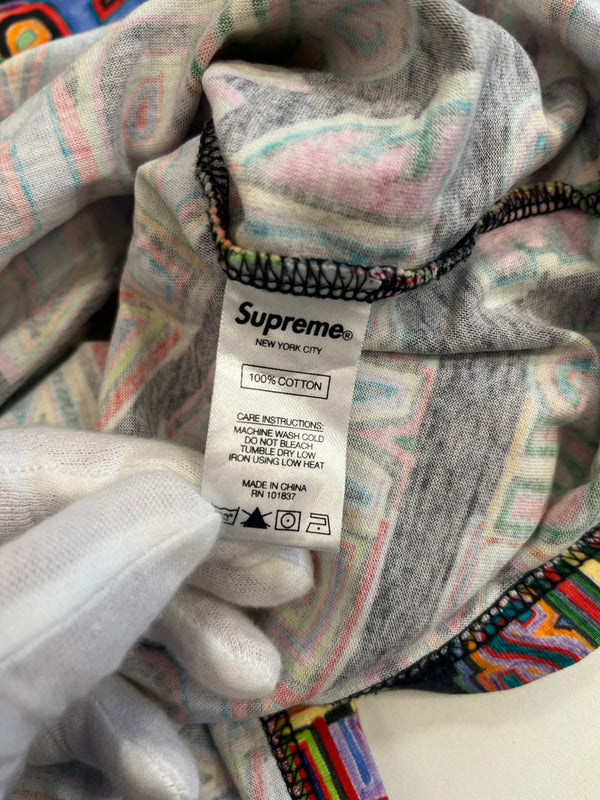 Supreme®
NEW YORK CITY
100% COTTON
CARE INSTRUCTIONS:
MACHINE WASH COLD
DO NOT BLEACH
TUMBLE DRY LOW
IRON USING LOW HEAT
MADE IN CHINA
RN 101837